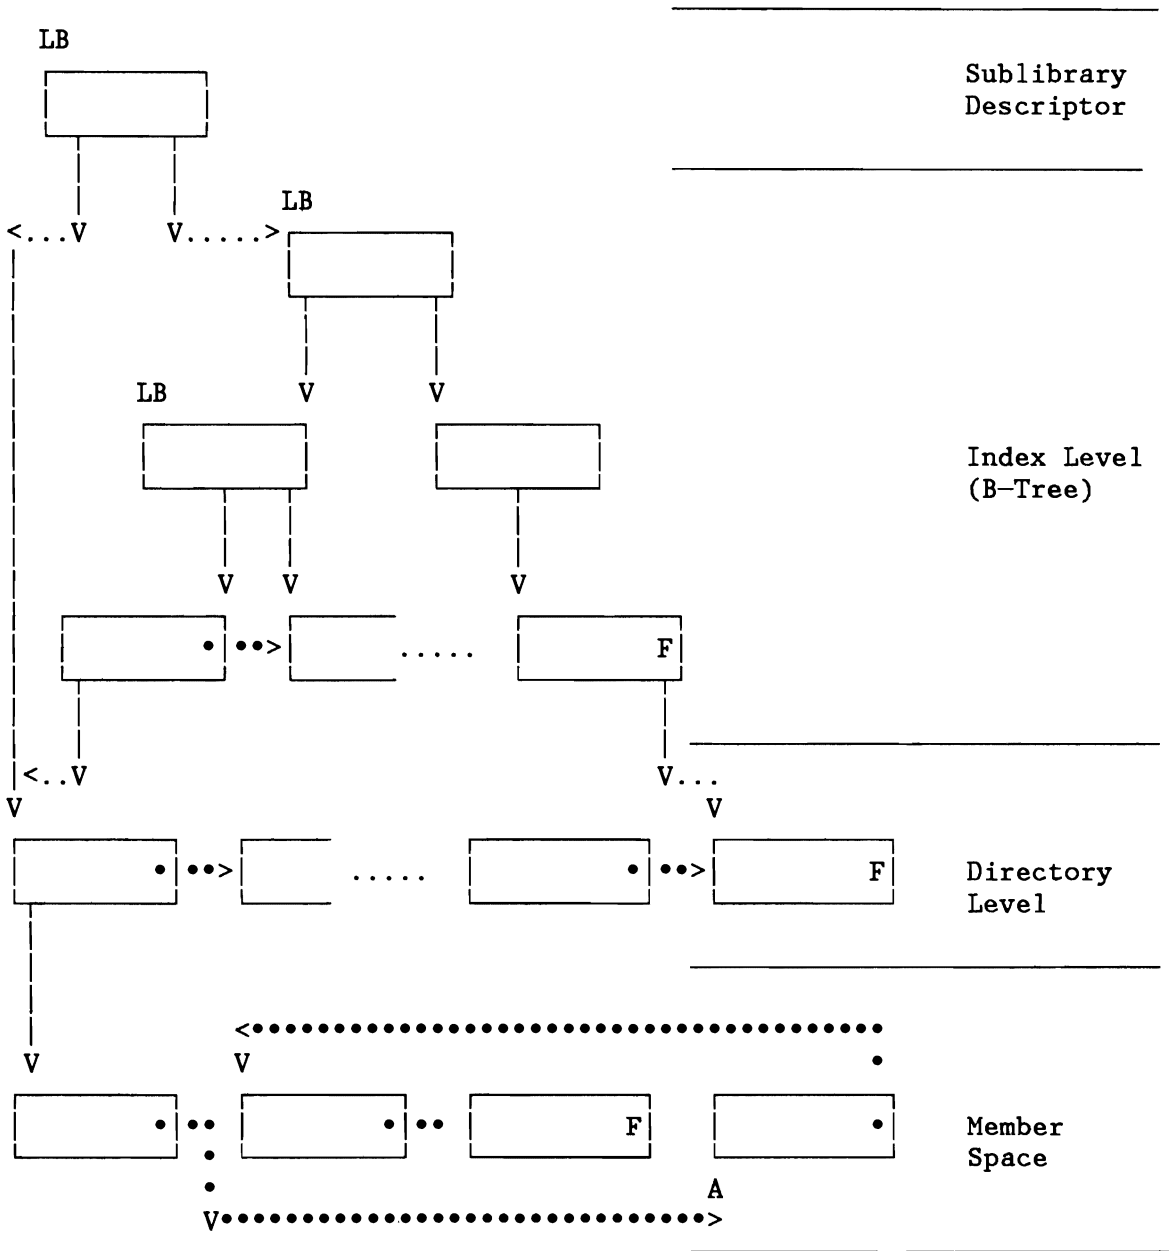 LB
Sublibrary
Descriptor
LB
<...V V.....>
V V
LB
Index Level
(B-Tree)
V V V
• ••> ..... F
<..V V...
V V
• ••> ..... • ••> F
Directory
Level
<•••••••••••••••••••••••••••••••••••••••
V V •
• •• • •• F •
Member
Space
•
• A
V••••••••••••••••••••••••••••••>